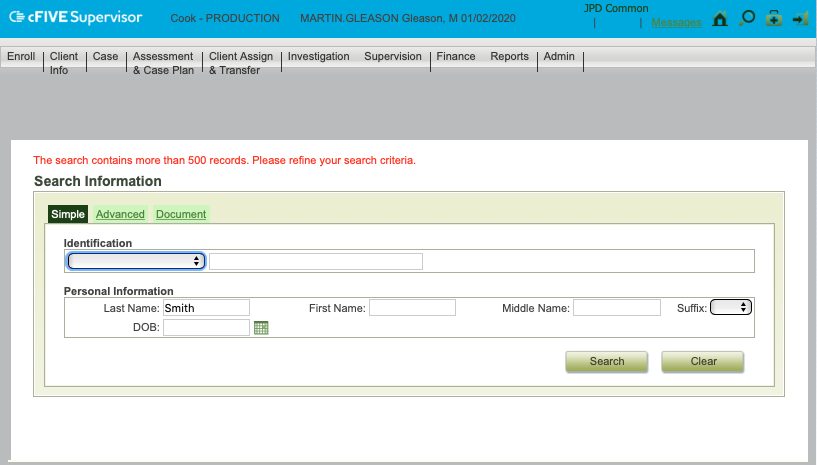 cFIVE Supervisor Cook - PRODUCTION MARTIN.GLEASON Gleason, M 01/02/2020 JPD Common
| | Messages
Enroll Client Info Case Assessment & Case Plan Client Assign & Transfer Investigation Supervision Finance Reports Admin
The search contains more than 500 records. Please refine your search criteria.
Search Information
Simple Advanced Document
Identification
Personal Information
Last Name: Smith First Name: Middle Name: Suffix:
DOB:
Search Clear